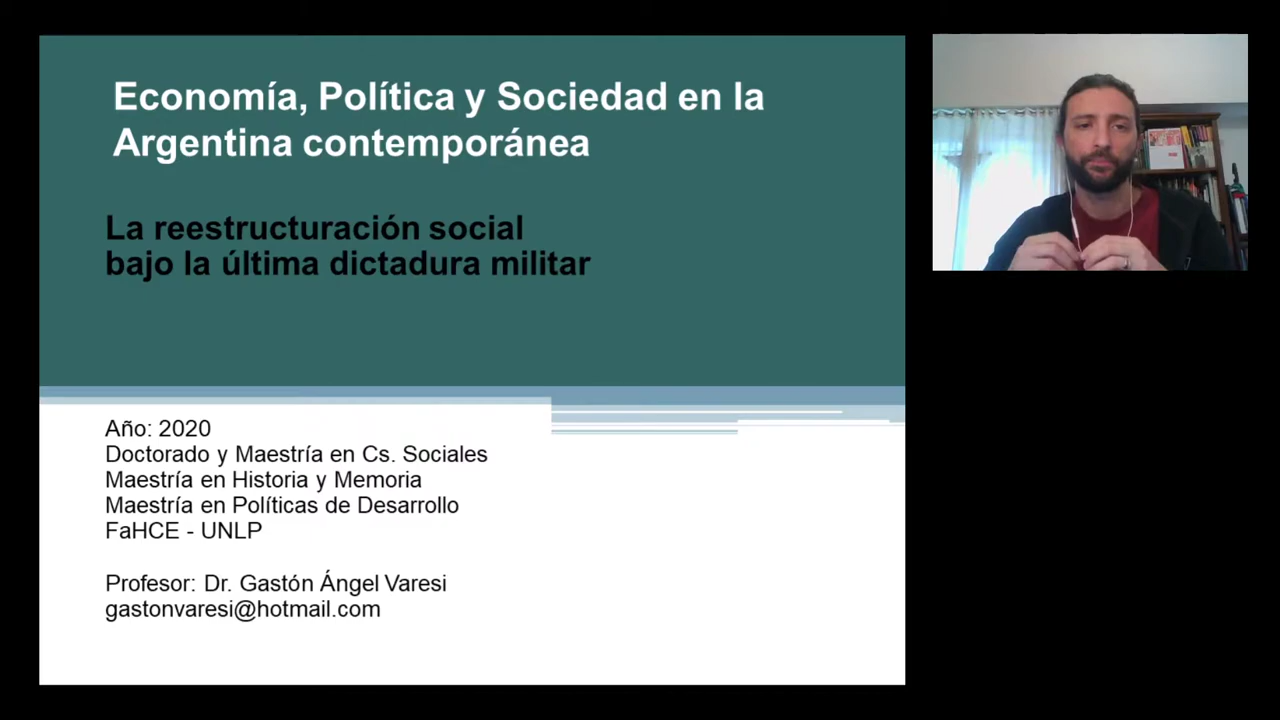 Economía, Política y Sociedad en la
Argentina contemporánea
La reestructuración social
bajo la última dictadura militar
Año: 2020
Doctorado y Maestría en Cs. Sociales
Maestría en Historia y Memoria
Maestría en Políticas de Desarrollo
FaHCE - UNLP
Profesor: Dr. Gastón Ángel Varesi
gastonvaresi@hotmail.com